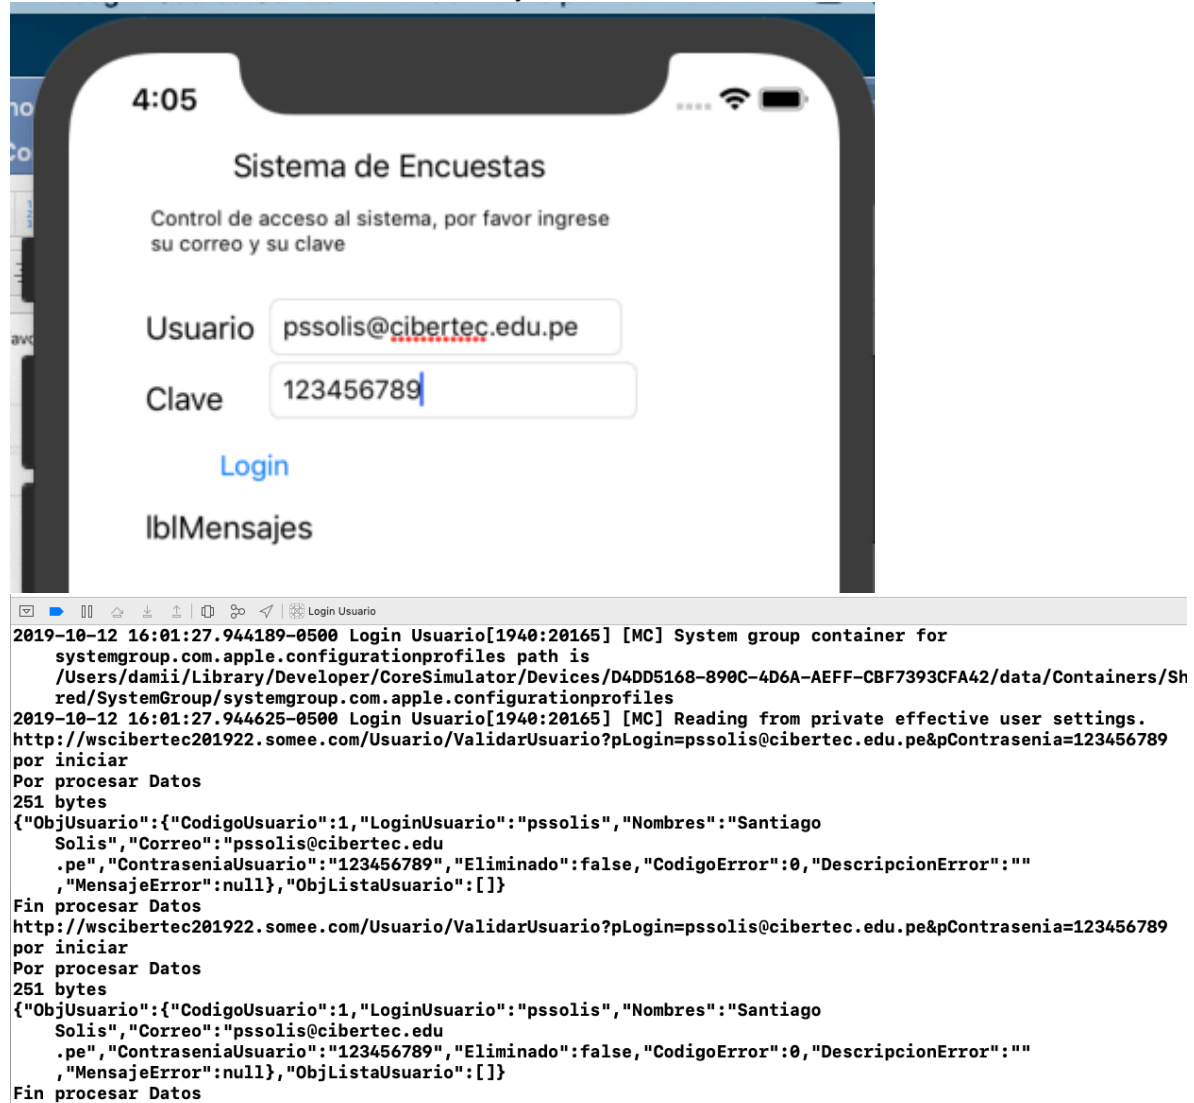 4:05
Sistema de Encuestas
Control de acceso al sistema, por favor ingrese
su correo y su clave
Usuario pssolis@cibertec.edu.pe
Clave 123456789
Login
lblMensajes
Login Usuario
2019-10-12 16:01:27.944189-0500 Login Usuario[1940:20165] [MC] System group container for
systemgroup.com.apple.configurationprofiles path is
/Users/damii/Library/Developer/CoreSimulator/Devices/D4DD5168-890C-4D6A-AEFF-CBF7393CFA42/data/Containers/Sh
red/SystemGroup/systemgroup.com.apple.configurationprofiles
2019-10-12 16:01:27.944625-0500 Login Usuario[1940:20165] [MC] Reading from private effective user settings.
http://wscibertec201922.somee.com/Usuario/ValidarUsuario?pLogin=pssolis@cibertec.edu.pe&pContrasenia=123456789
por iniciar
Por procesar Datos
251 bytes
{"ObjUsuario":{"CodigoUsuario":1,"LoginUsuario":"pssolis","Nombres":"Santiago
Solis","Correo":"pssolis@cibertec.edu
.pe","ContraseniaUsuario":"123456789","Eliminado":false,"CodigoError":0,"DescripcionError":""
,"MensajeError":null},"ObjListaUsuario":[]}
Fin procesar Datos
http://wscibertec201922.somee.com/Usuario/ValidarUsuario?pLogin=pssolis@cibertec.edu.pe&pContrasenia=123456789
por iniciar
Por procesar Datos
251 bytes
{"ObjUsuario":{"CodigoUsuario":1,"LoginUsuario":"pssolis","Nombres":"Santiago
Solis","Correo":"pssolis@cibertec.edu
.pe","ContraseniaUsuario":"123456789","Eliminado":false,"CodigoError":0,"DescripcionError":""
,"MensajeError":null},"ObjListaUsuario":[]}
Fin procesar Datos